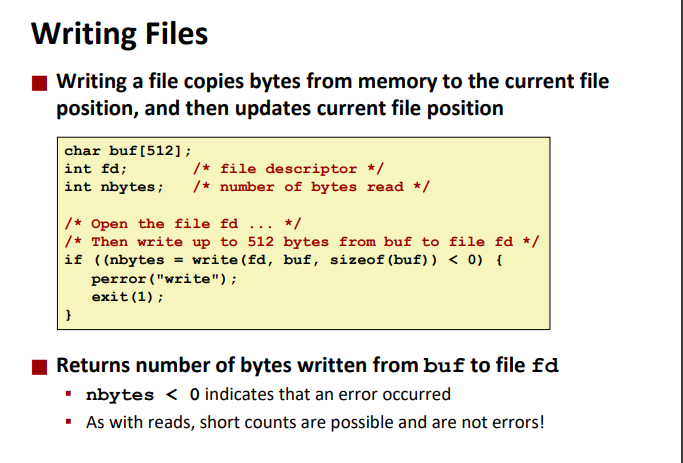 Writing Files
Writing a file copies bytes from memory to the current file
position, and then updates current file position
char buf[512];
int fd;        /* file descriptor */
int nbytes;    /* number of bytes read */
/* Open the file fd ... */
/* Then write up to 512 bytes from buf to file fd */
if ((nbytes = write(fd, buf, sizeof(buf)) < 0) {
   perror("write");
   exit(1);
}
Returns number of bytes written from buf to file fd
nbytes < 0 indicates that an error occurred
As with reads, short counts are possible and are not errors!